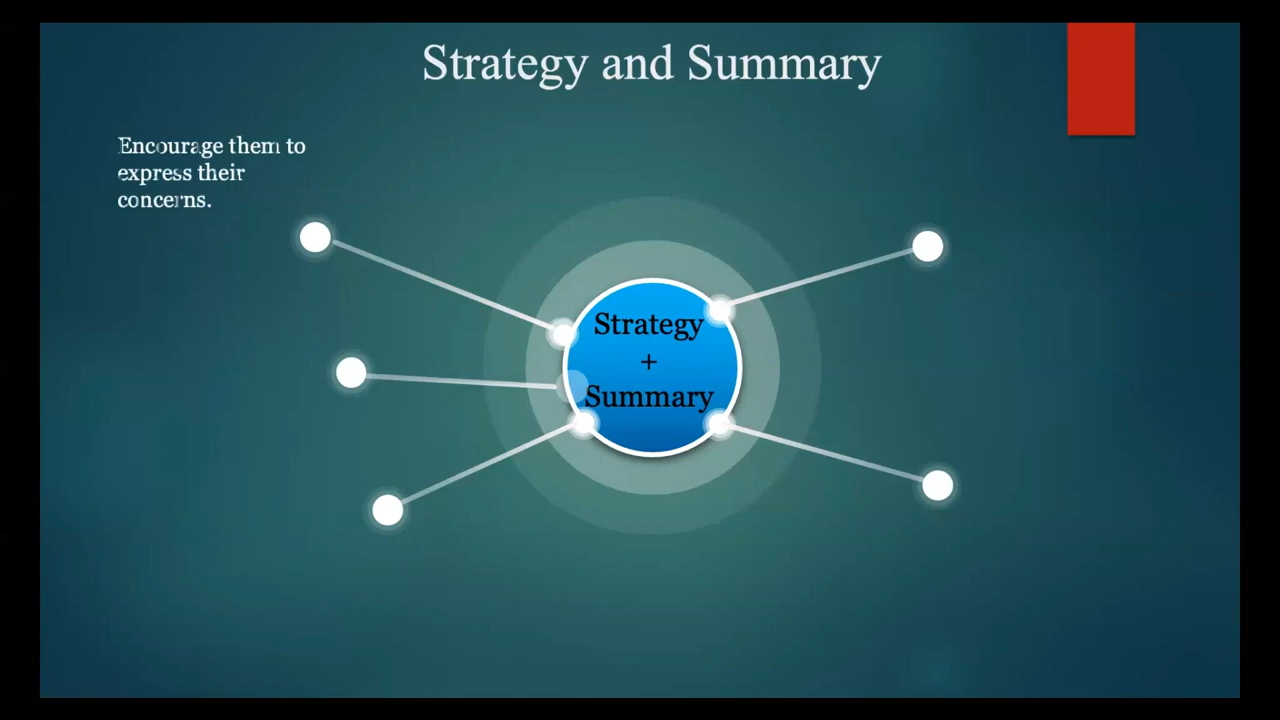 Strategy and Summary
Encourage them to
express their
concerns.
Strategy
+
Summary